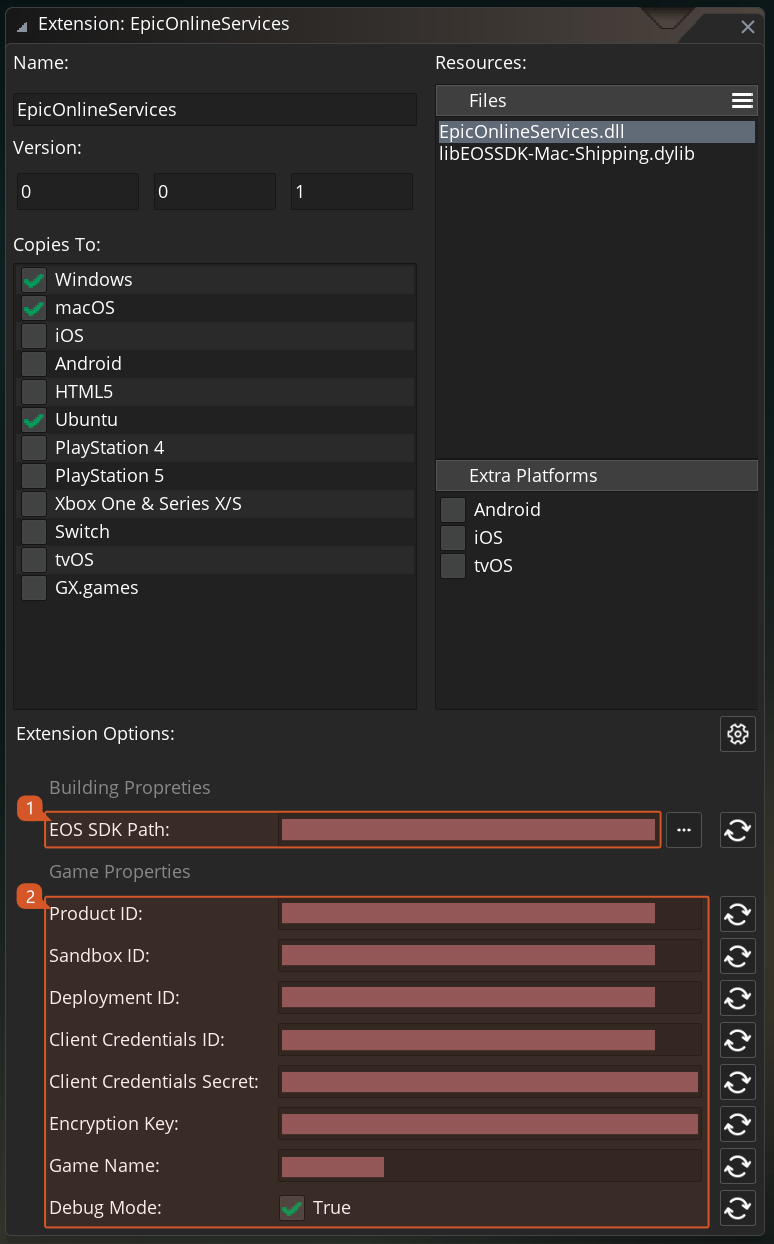 Extension: EpicOnlineServices
Name:
EpicOnlineServices
Version:
0 0 1
Copies To:
Windows
macOS
iOS
Android
HTML5
Ubuntu
PlayStation 4
PlayStation 5
Xbox One & Series X/S
Switch
tvOS
GX.games
Resources:
Files
EpicOnlineServices.dll
libEOSSDK-Mac-Shipping.dylib
Extra Platforms
Android
iOS
tvOS
Extension Options:
Building Propreties
1
EOS SDK Path:
...
Game Properties
2
Product ID:
Sandbox ID:
Deployment ID:
Client Credentials ID:
Client Credentials Secret:
Encryption Key:
Game Name:
Debug Mode: True